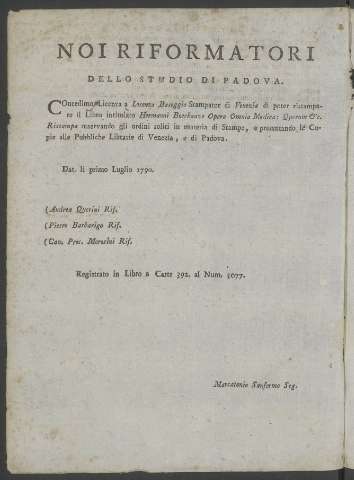 NOI RIFORMATORI
DELLO STUDIO DI PADOVA.
COncediamo Licenza a Lorenzo Baseggio Stampator di Venezia di poter ristampa-
re il Libro intitolato Hermanni Boerhaave Opera Omnia Medica: &c.
Ristampa osservando gli ordini soliti in materia di Stampe, e presentando le Co-
pie alle Pubbliche Librarie di Venezia, e di Padova.
Dat. li primo Luglio 1790.
(Andrea Querini Rif.
(Pietro Barbarigo Rif.
(Cav. Proc. Morosini Rif.
Registrato in Libro a Carte 392. al Num. 3077.
Marcantonio Sanfermo Seg.